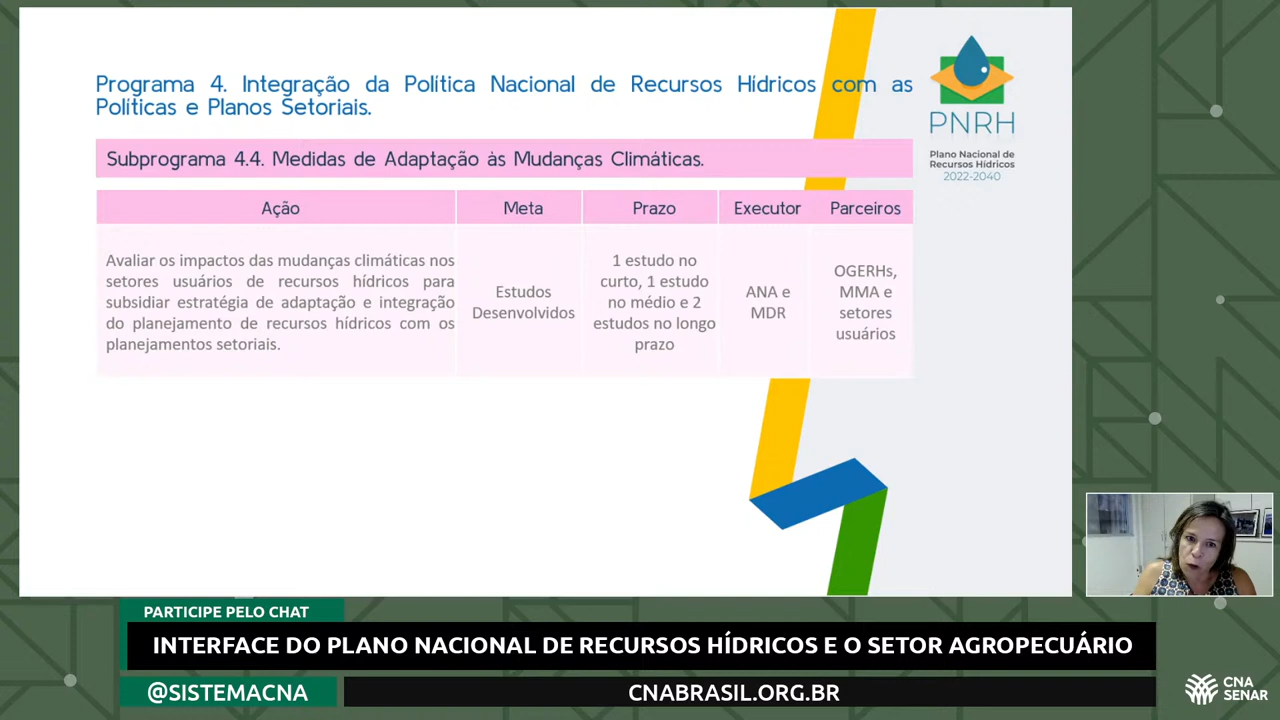 Programa 4. Integração da Política Nacional de Recursos Hídricos com as
Políticas e Planos Setoriais.
PNRH
Plano Nacional de
Recursos Hídricos
2022-2040
Subprograma 4.4. Medidas de Adaptação às Mudanças Climáticas.
Ação
Meta
Prazo
Executor
Parceiros
Avaliar os impactos das mudanças climáticas nos
setores usuários de recursos hídricos para
subsidiar estratégia de adaptação e integração
do planejamento de recursos hídricos com os
planejamentos setoriais.
Estudos
Desenvolvidos
1 estudo no
curto, 1 estudo
no médio e 2
estudos no longo
prazo
ANA e
MDR
OGERHs,
MMA e
setores
usuários
PARTICIPE PELO CHAT
INTERFACE DO PLANO NACIONAL DE RECURSOS HÍDRICOS E O SETOR AGROPECUÁRIO
@SISTEMACNA
CNABRASIL.ORG.BR
CNA
SENAR